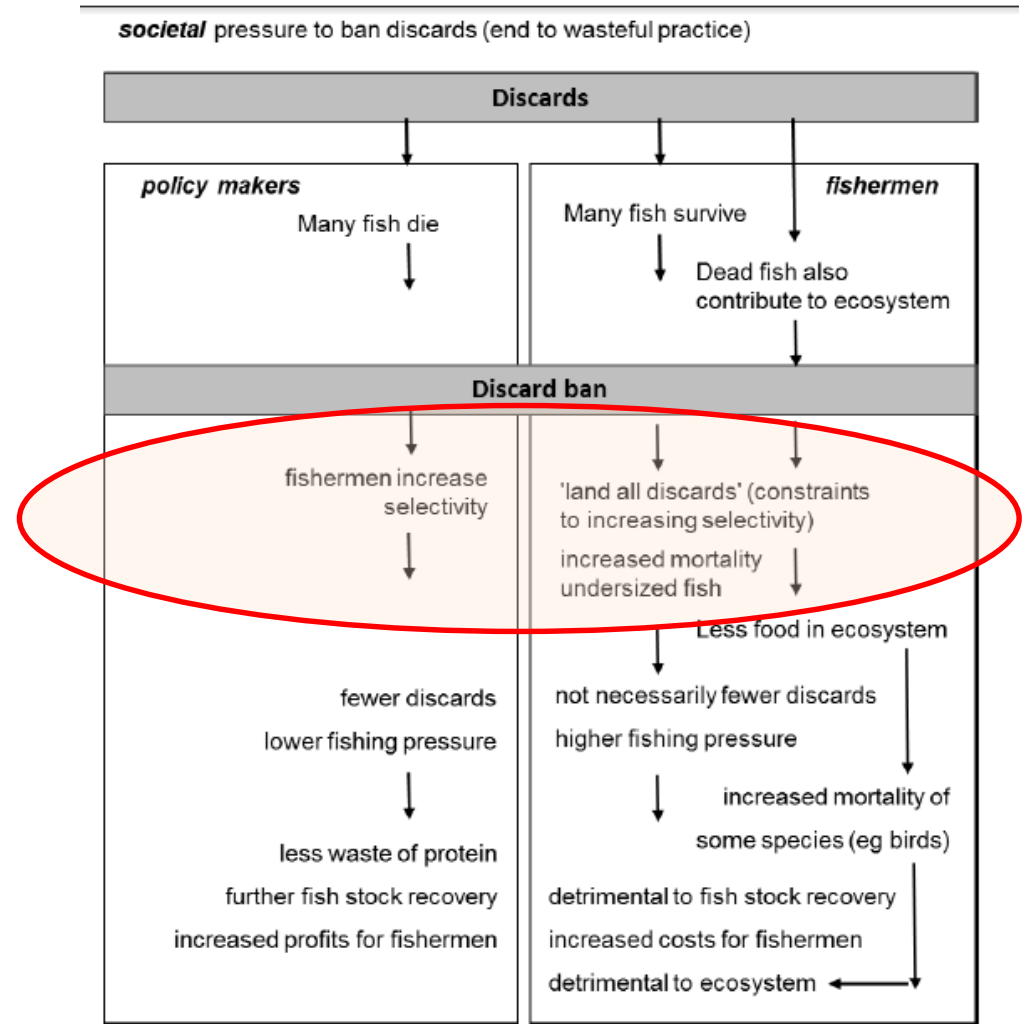 societal pressure to ban discards (end to wasteful practice)
Discards
policy makers
Many fish die
fishermen
Many fish survive
Dead fish also
contribute to ecosystem
Discard ban
fishermen increase
selectivity
'land all discards' (constraints
to increasing selectivity)
increased mortality
undersized fish
Less food in ecosystem
fewer discards
lower fishing pressure
not necessarily fewer discards
higher fishing pressure
increased mortality of
some species (eg birds)
less waste of protein
further fish stock recovery
increased profits for fishermen
detrimental to fish stock recovery
increased costs for fishermen
detrimental to ecosystem